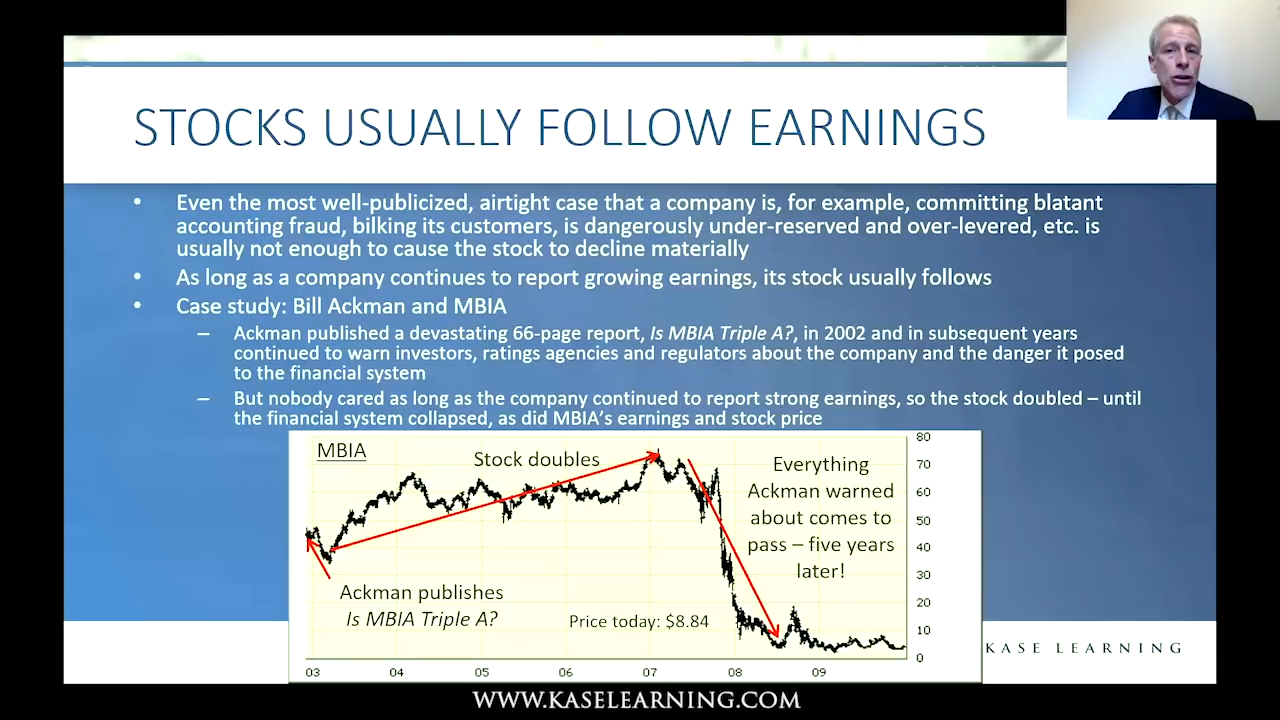 STOCKS USUALLY FOLLOW EARNINGS
• Even the most well-publicized, airtight case that a company is, for example, committing blatant
accounting fraud, bilking its customers, is dangerously under-reserved and over-levered, etc. is
usually not enough to cause the stock to decline materially
• As long as a company continues to report growing earnings, its stock usually follows
• Case study: Bill Ackman and MBIA
– Ackman published a devastating 66-page report, Is MBIA Triple A?, in 2002 and in subsequent years
continued to warn investors, ratings agencies and regulators about the company and the danger it posed
to the financial system
– But nobody cared as long as the company continued to report strong earnings, so the stock doubled – until
the financial system collapsed, as did MBIA's earnings and stock price
MBIA
Stock doubles
Everything
Ackman warned
about comes to
pass – five years
later!
Ackman publishes
Is MBIA Triple A?
Price today: $8.84
80
70
60
50
40
30
20
10
0
03 04 05 06 07 08 09
KASE LEARNING
WWW.KASELEARNING.COM